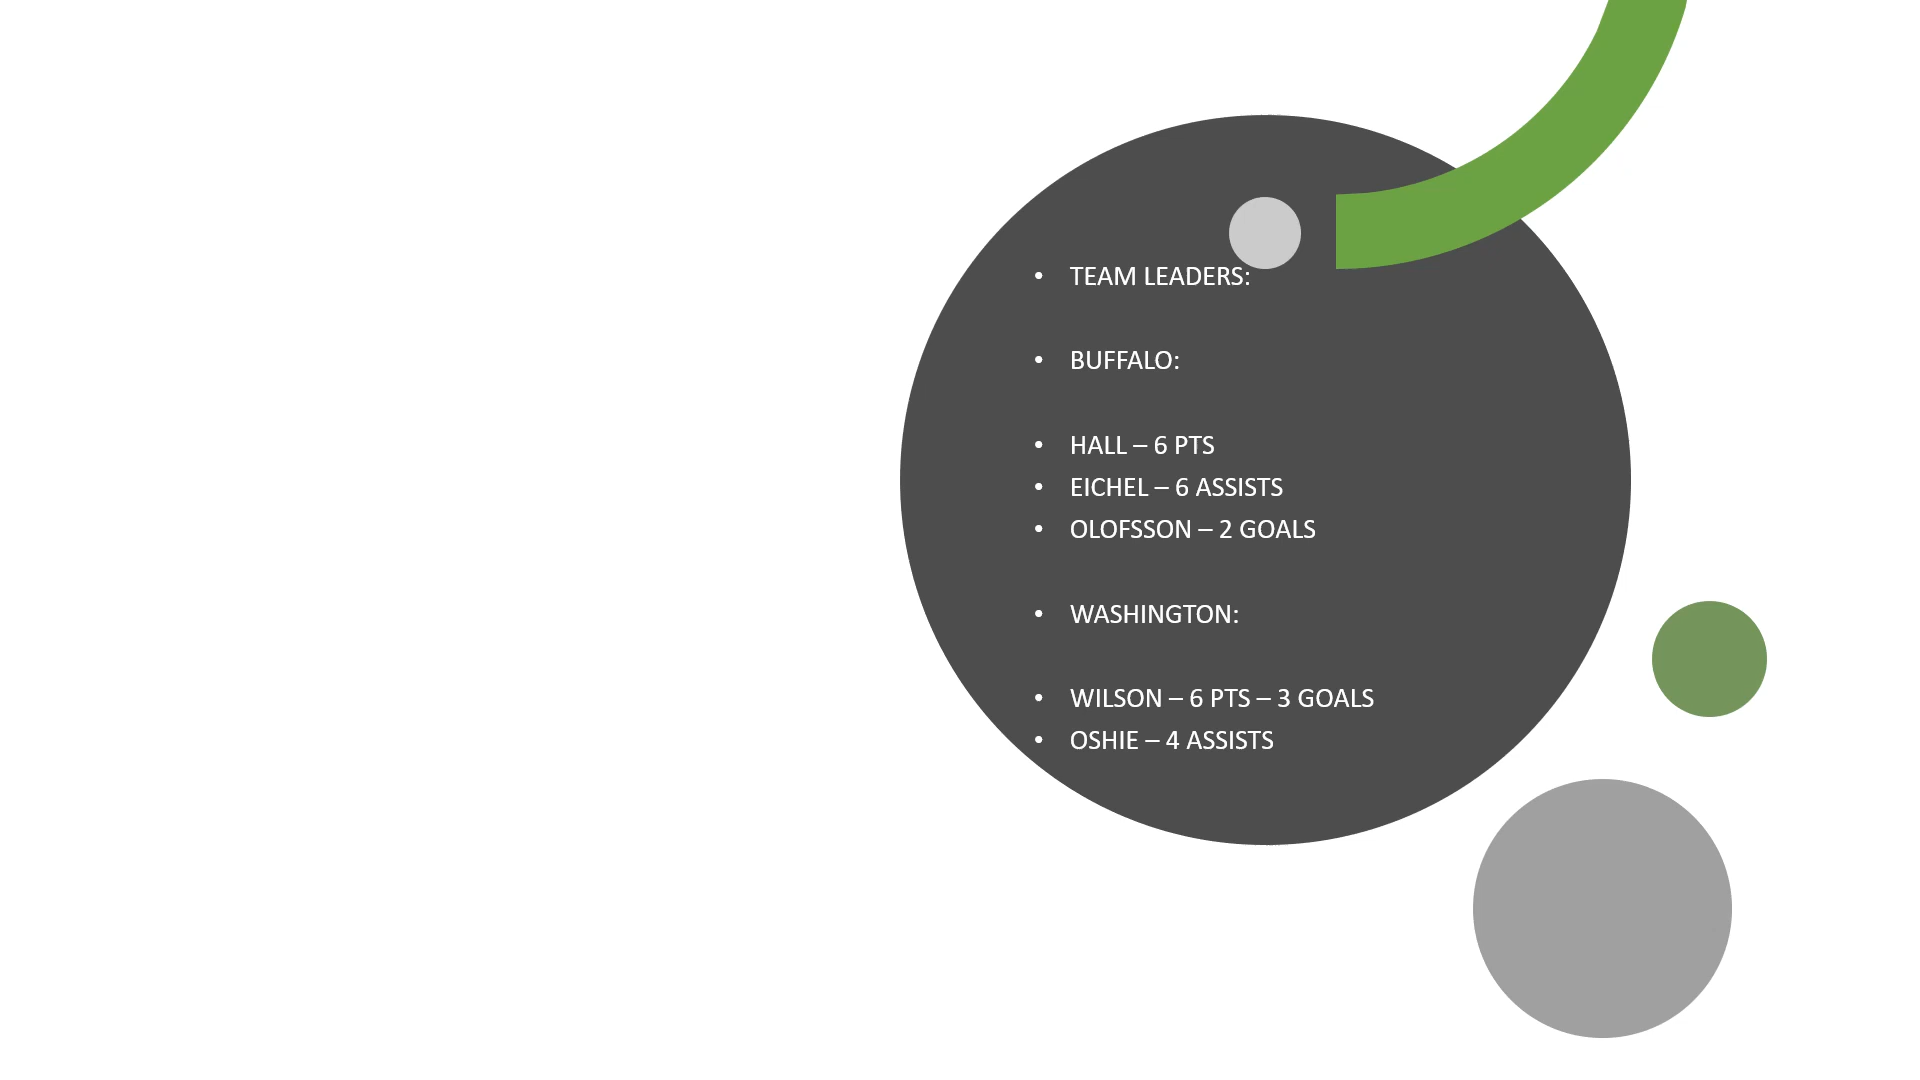 • TEAM LEADERS:
• BUFFALO:
• HALL – 6 PTS
• EICHEL – 6 ASSISTS
• OLOFSSON – 2 GOALS
• WASHINGTON:
• WILSON – 6 PTS – 3 GOALS
• OSHIE – 4 ASSISTS